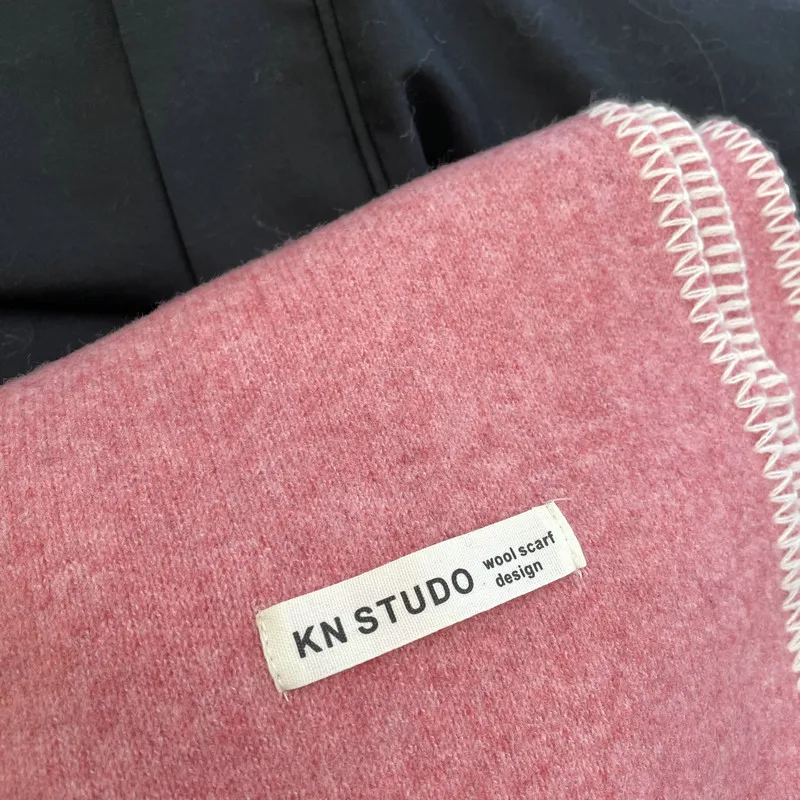 KN STUDO
wool scarf
design